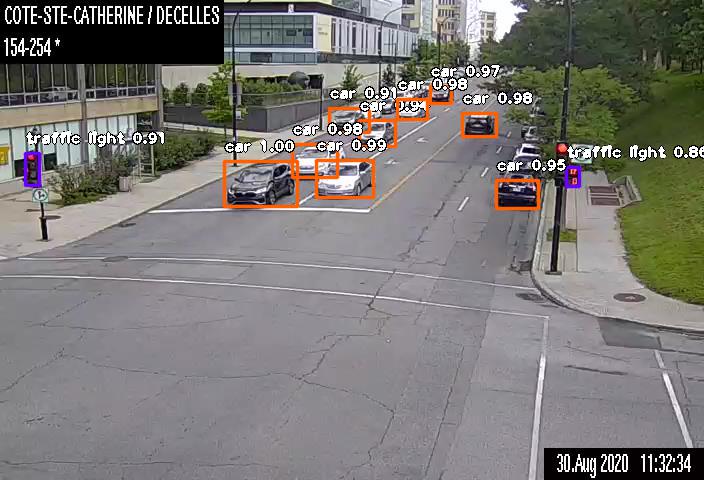 COTE-STE-CATHERINE / DECELLES
154-254 *
car 0.97
car 0.98
car 0.91
car 0.98
traffic light 0.91
car 0.98
car 1.00
car 0.99
traffic light 0.86
car 0.95
30.Aug 2020 11:32:34